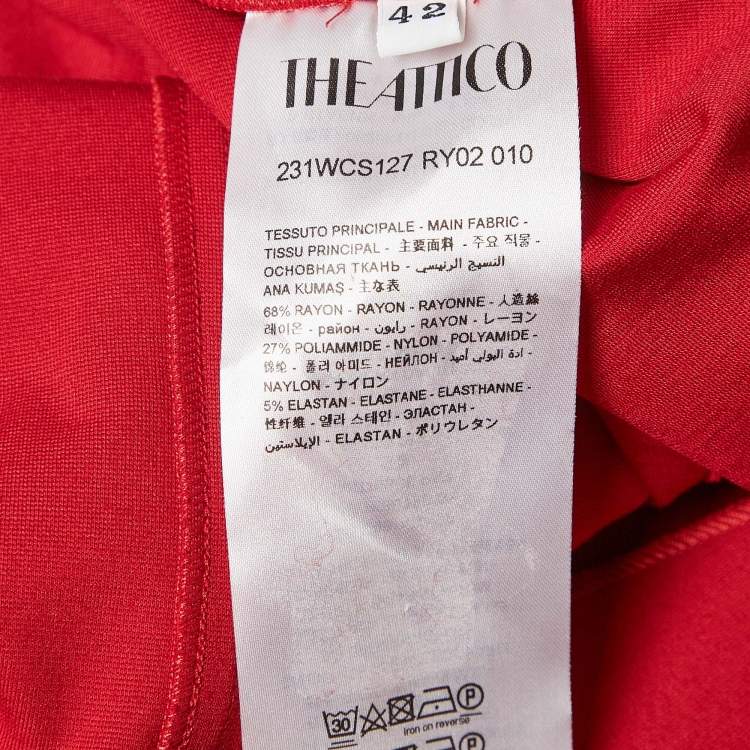 42
THE ATTICO
231WCS127 RY02 010
TESSUTO PRINCIPALE - MAIN FABRIC -
TISSU PRINCIPAL - 主要面料 - 주요 직물 -
ОСНОВНАЯ ТКАНЬ - النسيج الرئيسي -
ANA KUMAŞ - 主な表
68% RAYON - RAYON - RAYONNE - 人造絲
레이온 - район - رايون - RAYON - レーヨン
27% POLIAMMIDE - NYLON - POLYAMIDE -
锦纶 - 폴리 아미드 - НЕЙЛОН - ادة البولي أميد -
NAYLON - ナイロン
5% ELASTAN - ELASTANE - ELASTHANNE -
性纤维 - 엘라 스테인 - ЭЛАСТАН -
الإيلاستين - ELASTAN - ポリウレタン
30 P
Iron on reverse